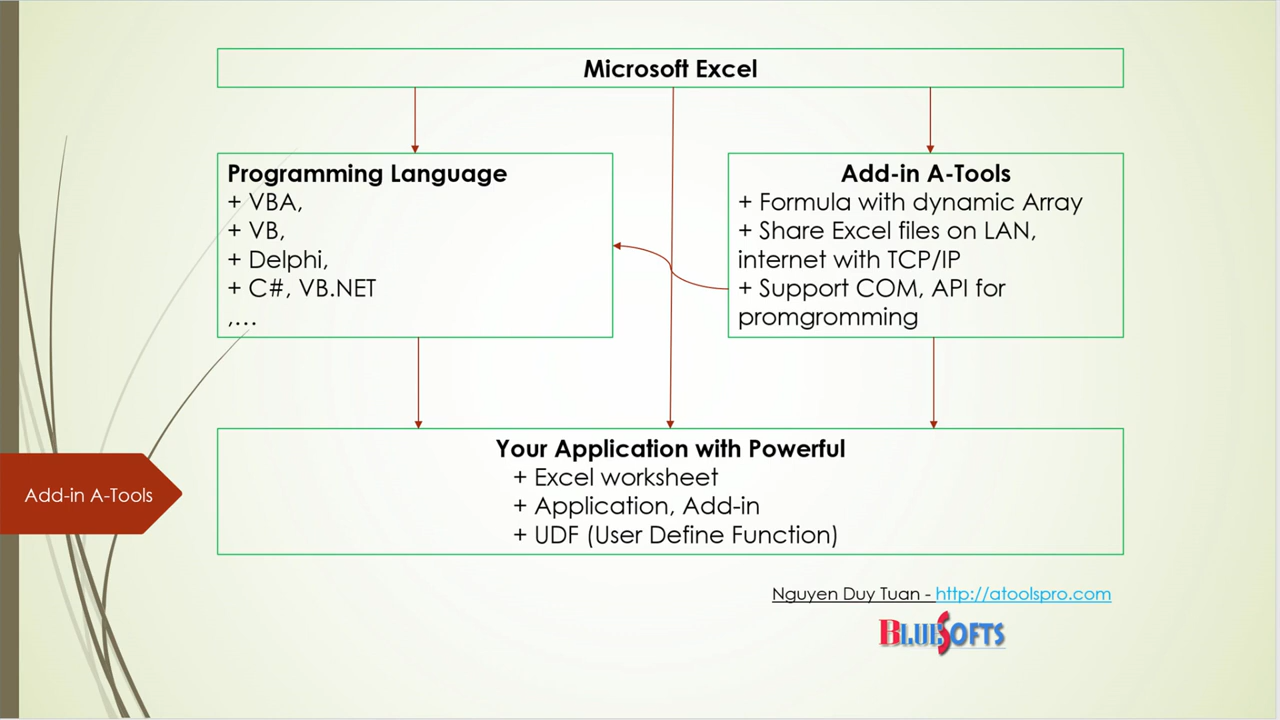 Microsoft Excel
Programming Language
+ VBA,
+ VB,
+ Delphi,
+ C#, VB.NET
,...
Add-in A-Tools
+ Formula with dynamic Array
+ Share Excel files on LAN,
internet with TCP/IP
+ Support COM, API for
promgromming
Your Application with Powerful
+ Excel worksheet
+ Application, Add-in
+ UDF (User Define Function)
Add-in A-Tools
Nguyen Duy Tuan - http://atoolspro.com
BLUESOFTS